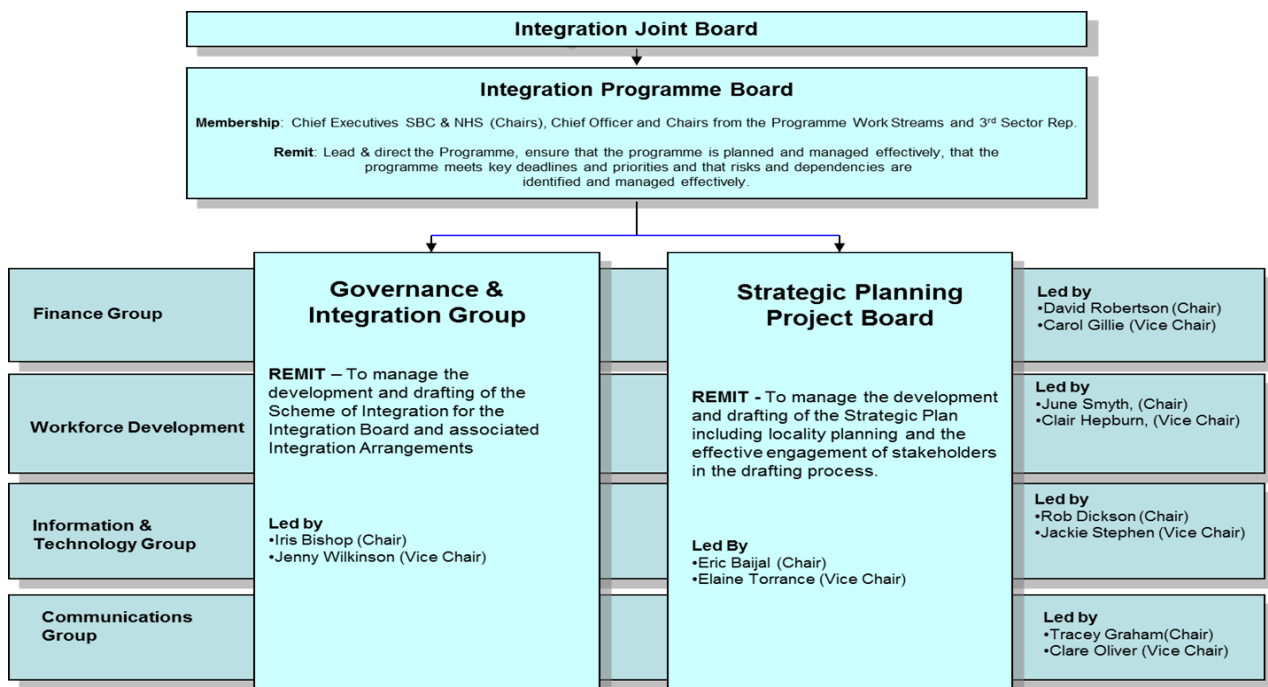 Integration Joint Board
Integration Programme Board
Membership: Chief Executives SBC & NHS (Chairs), Chief Officer and Chairs from the Programme Work Streams and 3rd Sector Rep.
Remit: Lead & direct the Programme, ensure that the programme is planned and managed effectively, that the
programme meets key deadlines and priorities and that risks and dependencies are
identified and managed effectively.
Governance &
Integration Group
REMIT – To manage the
development and drafting of the
Scheme of Integration for the
Integration Board and associated
Integration Arrangements
Led by
•Iris Bishop (Chair)
•Jenny Wilkinson (Vice Chair)
Strategic Planning
Project Board
REMIT - To manage the development
and drafting of the Strategic Plan
including locality planning and the
effective engagement of stakeholders
in the drafting process.
Led By
•Eric Baijal (Chair)
•Elaine Torrance (Vice Chair)
Finance Group
Led by
•David Robertson (Chair)
•Carol Gillie (Vice Chair)
Workforce Development
Led by
•June Smyth, (Chair)
•Clair Hepburn, (Vice Chair)
Information &
Technology Group
Led by
•Rob Dickson (Chair)
•Jackie Stephen (Vice Chair)
Communications
Group
Led by
•Tracey Graham(Chair)
•Clare Oliver (Vice Chair)